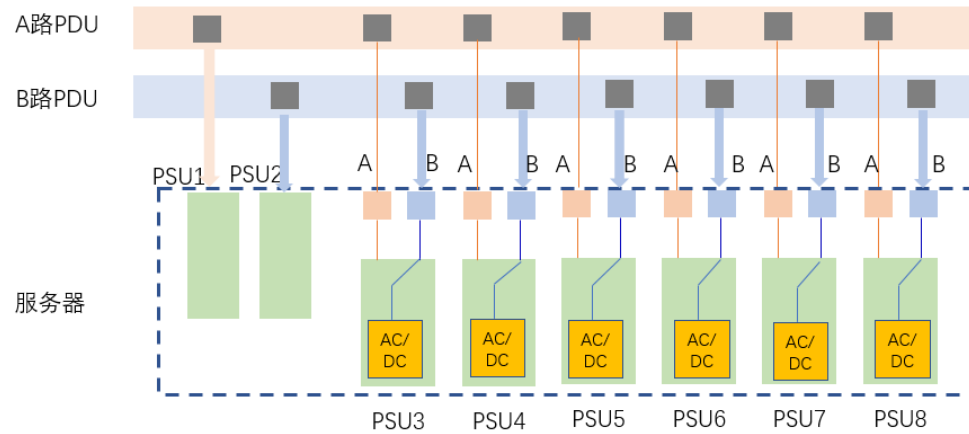 A路PDU
B路PDU
PSU1 PSU2 A B A B A B A B A B A B
服务器
AC/ AC/ AC/ AC/ AC/ AC/
DC DC DC DC DC DC
PSU3 PSU4 PSU5 PSU6 PSU7 PSU8